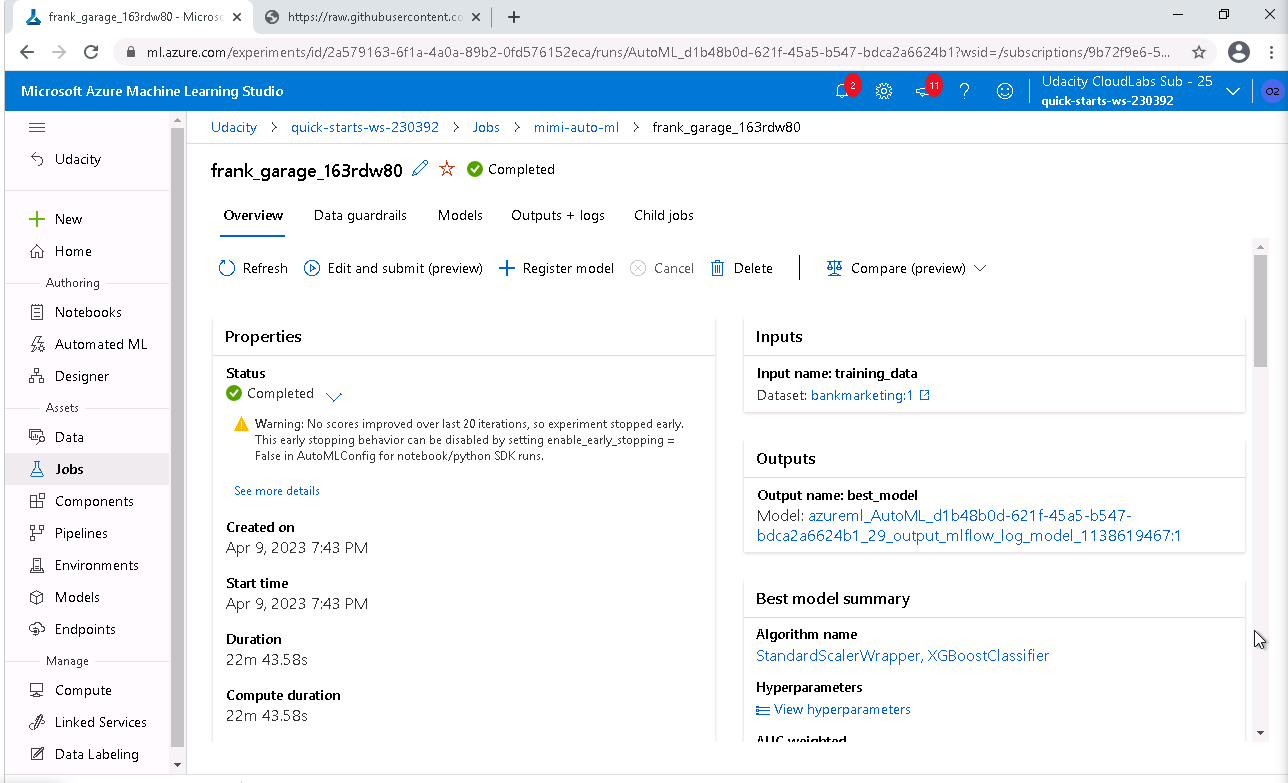 frank_garage_163rdw80 - Microso
https://raw.githubusercontent.co
ml.azure.com/experiments/id/2a579163-6f1a-4a0a-89b2-0fd576152eca/runs/AutoML_d1b48b0d-621f-45a5-b547-bdca2a6624b1?wsid=/subscriptions/9b72f9e6-5...
Microsoft Azure Machine Learning Studio
2
11
Udacity CloudLabs Sub - 25
quick-starts-ws-230392
OZ
Udacity
New
Home
Authoring
Notebooks
Automated ML
Designer
Assets
Data
Jobs
Components
Pipelines
Environments
Models
Endpoints
Manage
Compute
Linked Services
Data Labeling
Udacity > quick-starts-ws-230392 > Jobs > mimi-auto-ml > frank_garage_163rdw80
frank_garage_163rdw80 Completed
Overview Data guardrails Models Outputs + logs Child jobs
Refresh Edit and submit (preview) Register model Cancel Delete Compare (preview)
Properties
Status
Completed
Warning: No scores improved over last 20 iterations, so experiment stopped early.
This early stopping behavior can be disabled by setting enable_early_stopping =
False in AutoMLConfig for notebook/python SDK runs.
See more details
Created on
Apr 9, 2023 7:43 PM
Start time
Apr 9, 2023 7:43 PM
Duration
22m 43.58s
Compute duration
22m 43.58s
Inputs
Input name: training_data
Dataset: bankmarketing:1
Outputs
Output name: best_model
Model: azureml_AutoML_d1b48b0d-621f-45a5-b547-
bdca2a6624b1_29_output_mlflow_log_model_1138619467:1
Best model summary
Algorithm name
StandardScalerWrapper, XGBoostClassifier
Hyperparameters
View hyperparameters
AUC weighted